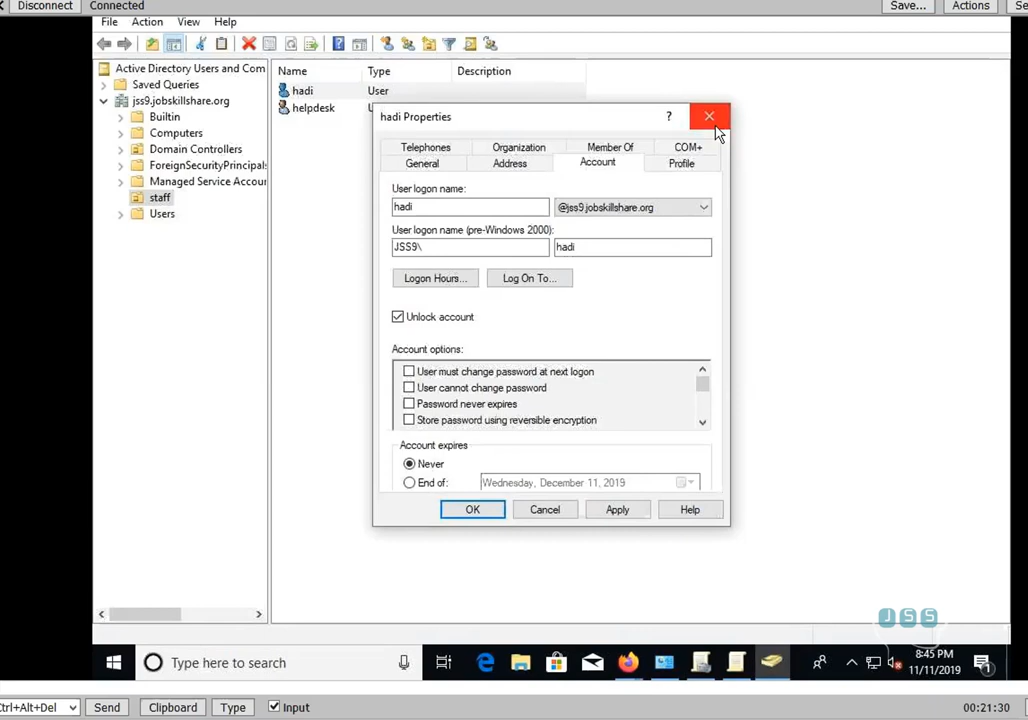 Disconnect Connected Save... Actions
File Action View Help
Active Directory Users and Com
Saved Queries
jss9.jobskillshare.org
Builtin
Computers
Domain Controllers
ForeignSecurityPrincipals
Managed Service Accour
staff
Users
Name Type Description
hadi User
helpdesk
hadi Properties ?
Telephones Organization Member Of COM+
General Address Account Profile
User logon name:
hadi @jss9.jobskillshare.org
User logon name (pre-Windows 2000):
JSS9\ hadi
Logon Hours... Log On To...
Unlock account
Account options:
User must change password at next logon
User cannot change password
Password never expires
Store password using reversible encryption
Account expires
Never
End of: Wednesday, December 11, 2019
OK Cancel Apply Help
JSS
Type here to search 8:45 PM
11/11/2019 1
Ctrl+Alt+Del Send Clipboard Type Input 00:21:30